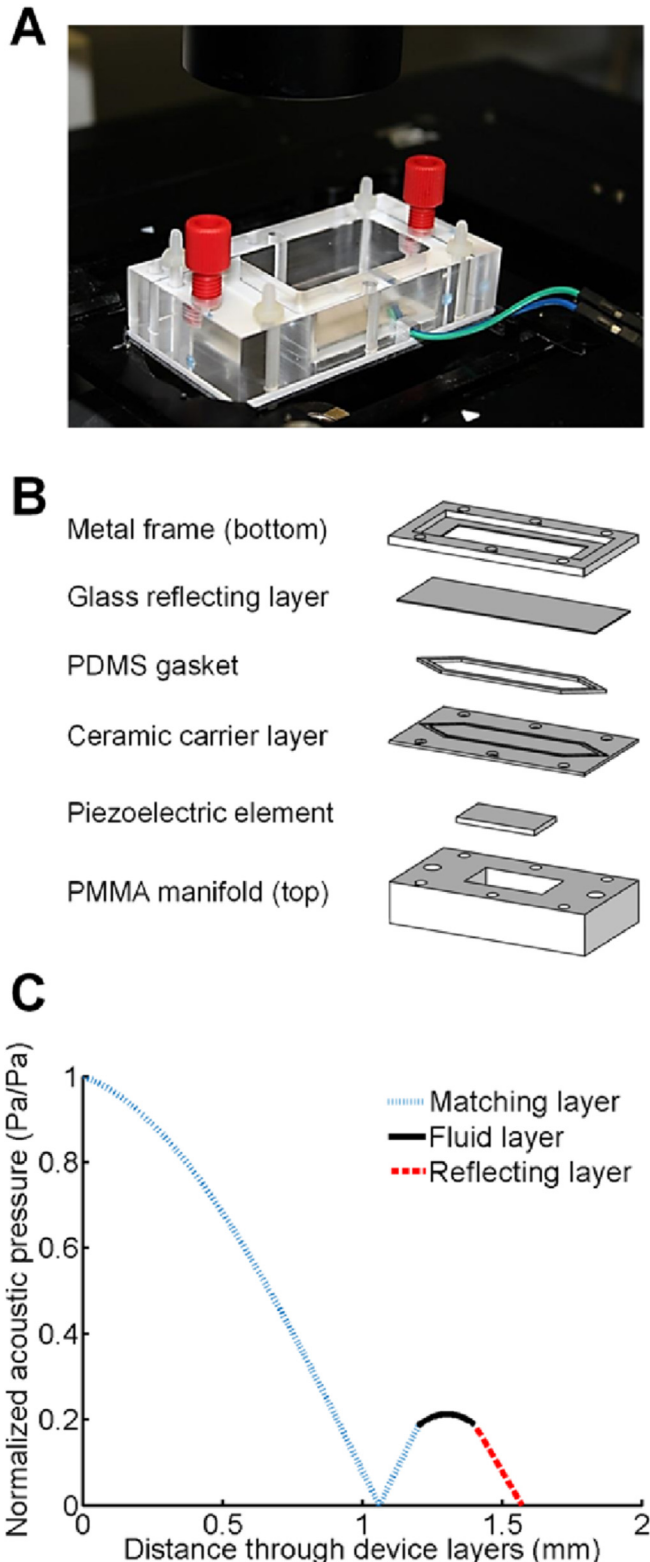 A
B
Metal frame (bottom)
Glass reflecting layer
PDMS gasket
Ceramic carrier layer
Piezoelectric element
PMMA manifold (top)
C
Normalized acoustic pressure (Pa/Pa)
1
0.8
0.6
0.4
0.2
0
Matching layer
Fluid layer
Reflecting layer
0
0.5
1
1.5
2
Distance through device layers (mm)